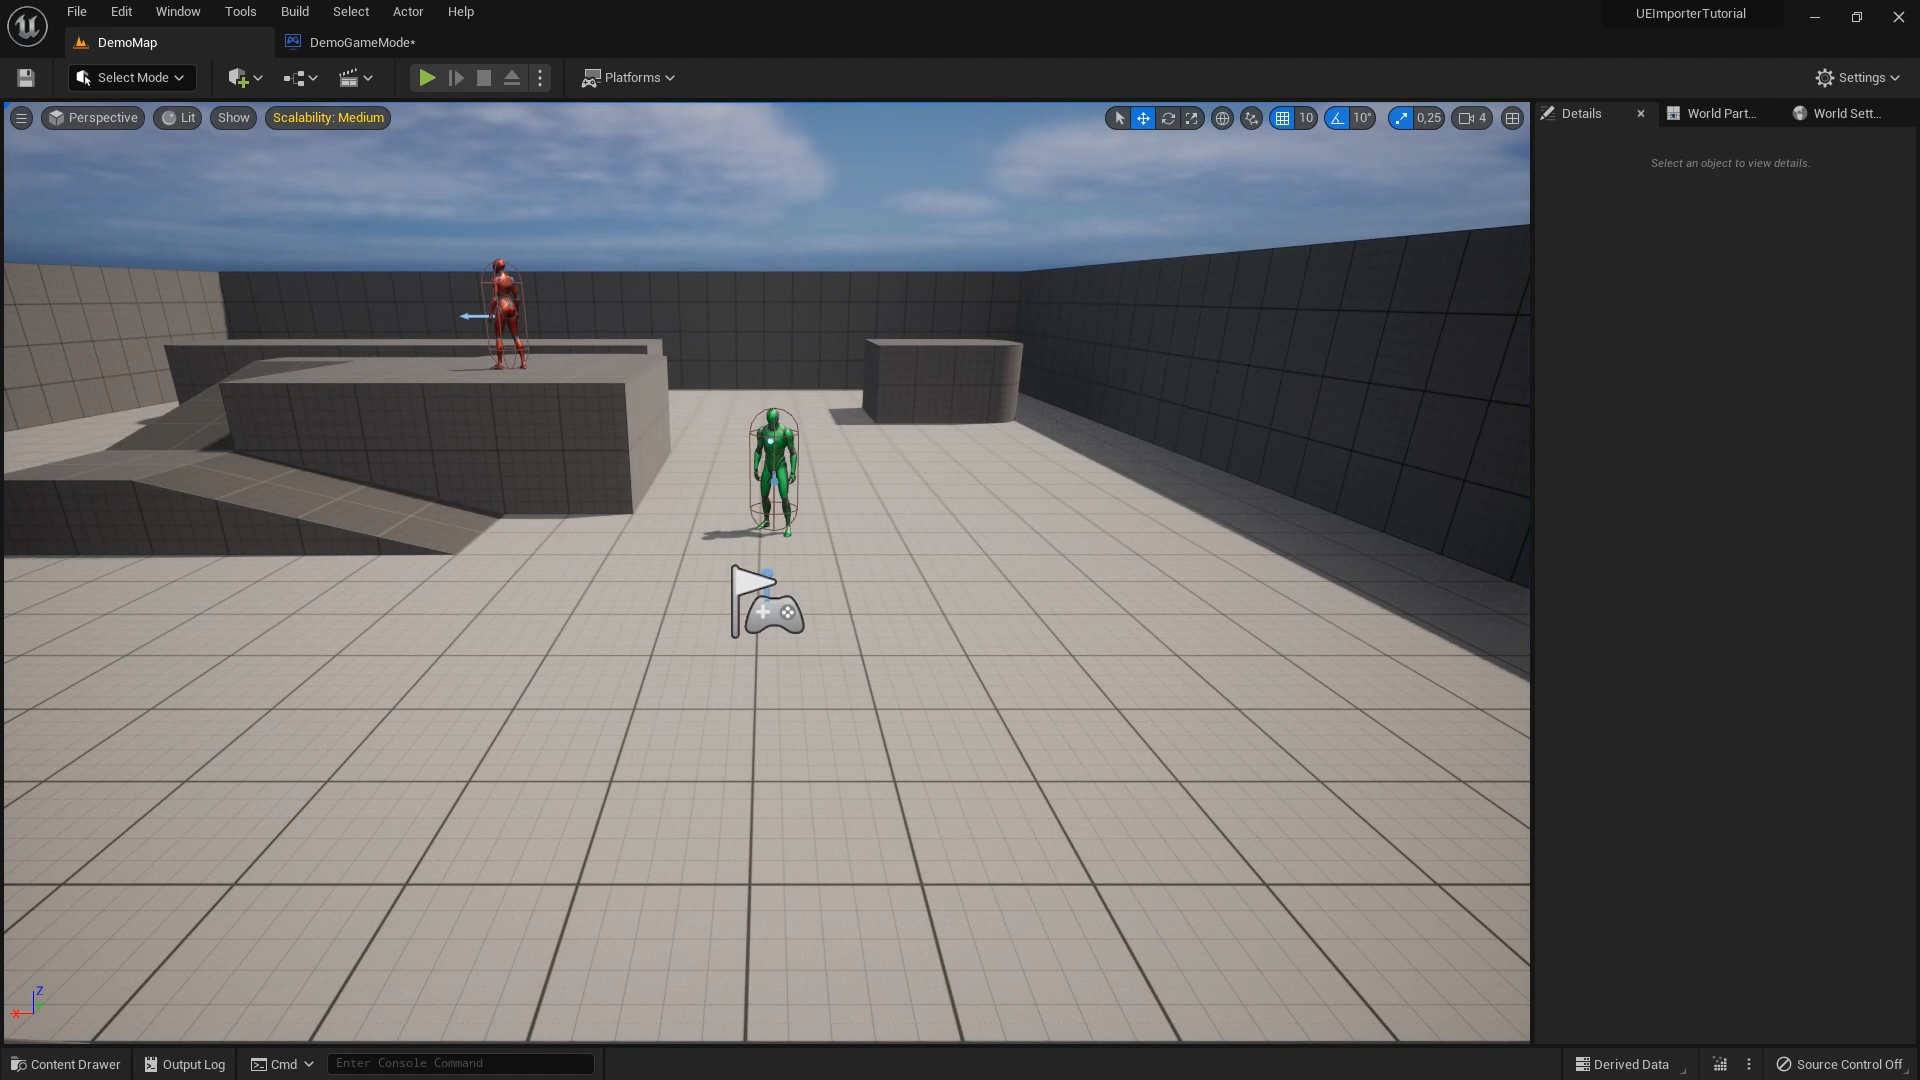 File Edit Window Tools Build Select Actor Help
UEImporterTutorial
DemoMap
DemoGameMode*
Select Mode
Platforms
Settings
Perspective
Lit
Show
Scalability: Medium
10
10°
0,25
4
Details
World Part...
World Sett...
Select an object to view details.
Z
X
Content Drawer
Output Log
Cmd
Enter Console Command
Derived Data
Source Control Off